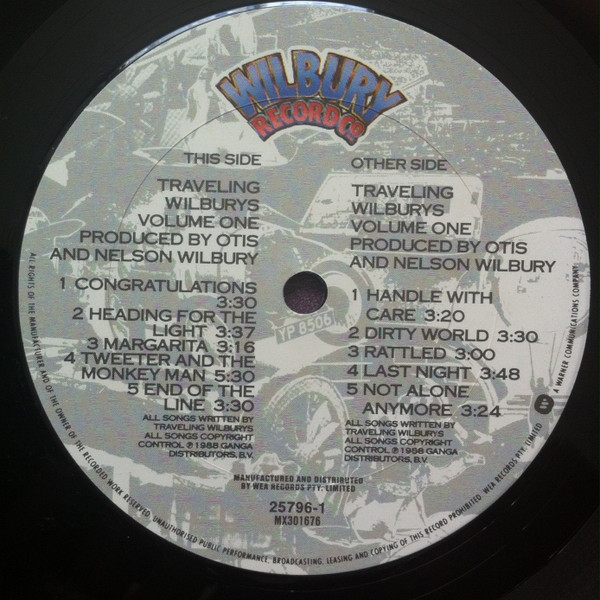 WILBURY
RECORD CO.
THIS SIDE
TRAVELING
WILBURYS
VOLUME ONE
PRODUCED BY OTIS
AND NELSON WILBURY
1 CONGRATULATIONS
3:30
2 HEADING FOR THE
LIGHT 3:37
3 MARGARITA 3:16
4 TWEETER AND THE
MONKEY MAN 5:30
5 END OF THE
LINE 3:30
ALL SONGS WRITTEN BY
TRAVELING WILBURYS
ALL SONGS COPYRIGHT
CONTROL ℗ 1988 GANGA
DISTRIBUTORS, B.V.
OTHER SIDE
TRAVELING
WILBURYS
VOLUME ONE
PRODUCED BY OTIS
AND NELSON WILBURY
1 HANDLE WITH
CARE 3:20
2 DIRTY WORLD 3:30
3 RATTLED 3:00
4 LAST NIGHT 3:48
5 NOT ALONE
ANYMORE 3:24
ALL SONGS WRITTEN BY
TRAVELING WILBURYS
ALL SONGS COPYRIGHT
CONTROL ℗ 1988 GANGA
DISTRIBUTORS, B.V.
YP 8506
MANUFACTURED AND DISTRIBUTED
BY WEA RECORDS PTY. LIMITED
25796-1
MX301676
ALL RIGHTS OF THE MANUFACTURER AND OF THE OWNER OF THE RECORDED WORK RESERVED. UNAUTHORISED PUBLIC PERFORMANCE, BROADCASTING, LEASING AND COPYING OF THIS RECORD PROHIBITED. WEA RECORDS PTY. LIMITED
A WARNER COMMUNICATIONS COMPANY